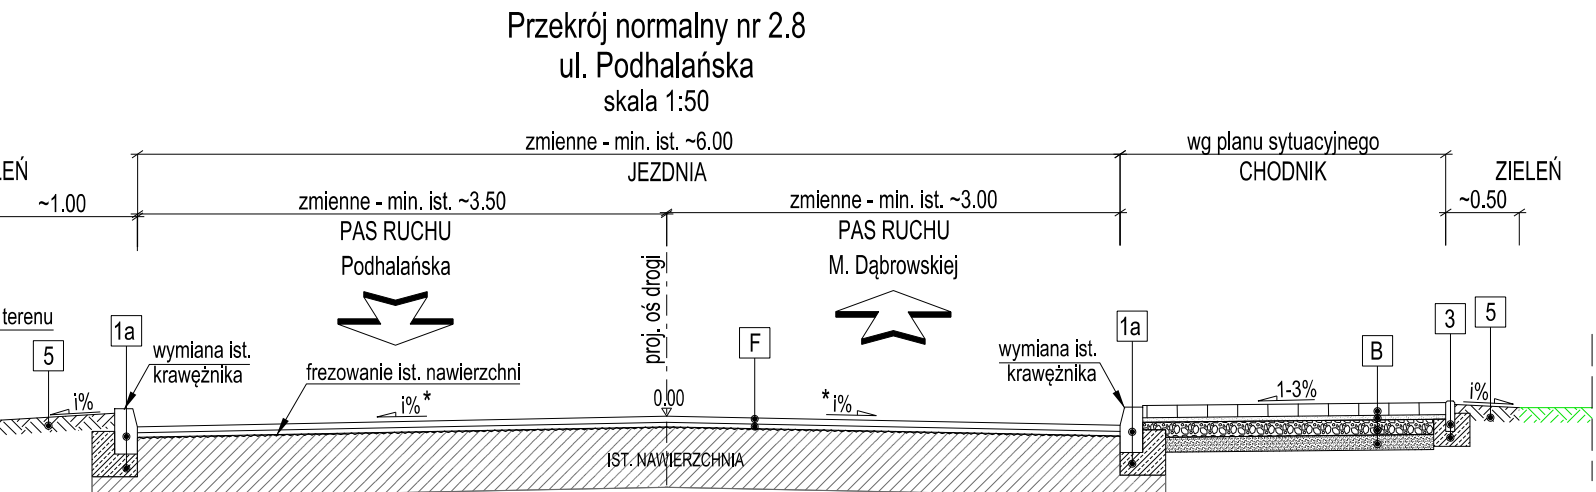 Przekrój normalny nr 2.8
ul. Podhalańska
skala 1:50
zmienne - min. ist. ~6.00
wg planu sytuacyjnego
LEŃ
JEZDNIA
CHODNIK
ZIELEŃ
~1.00
zmienne - min. ist. ~3.50
zmienne - min. ist. ~3.00
~0.50
PAS RUCHU
PAS RUCHU
Podhalańska
M. Dąbrowskiej
proj. oś drogi
terenu
1a
1a
3
5
5
F
B
wymiana ist.
krawężnika
wymiana ist.
krawężnika
frezowanie ist. nawierzchni
i%
i%*
0.00
*i%
1-3%
i%
IST. NAWIERZCHNIA